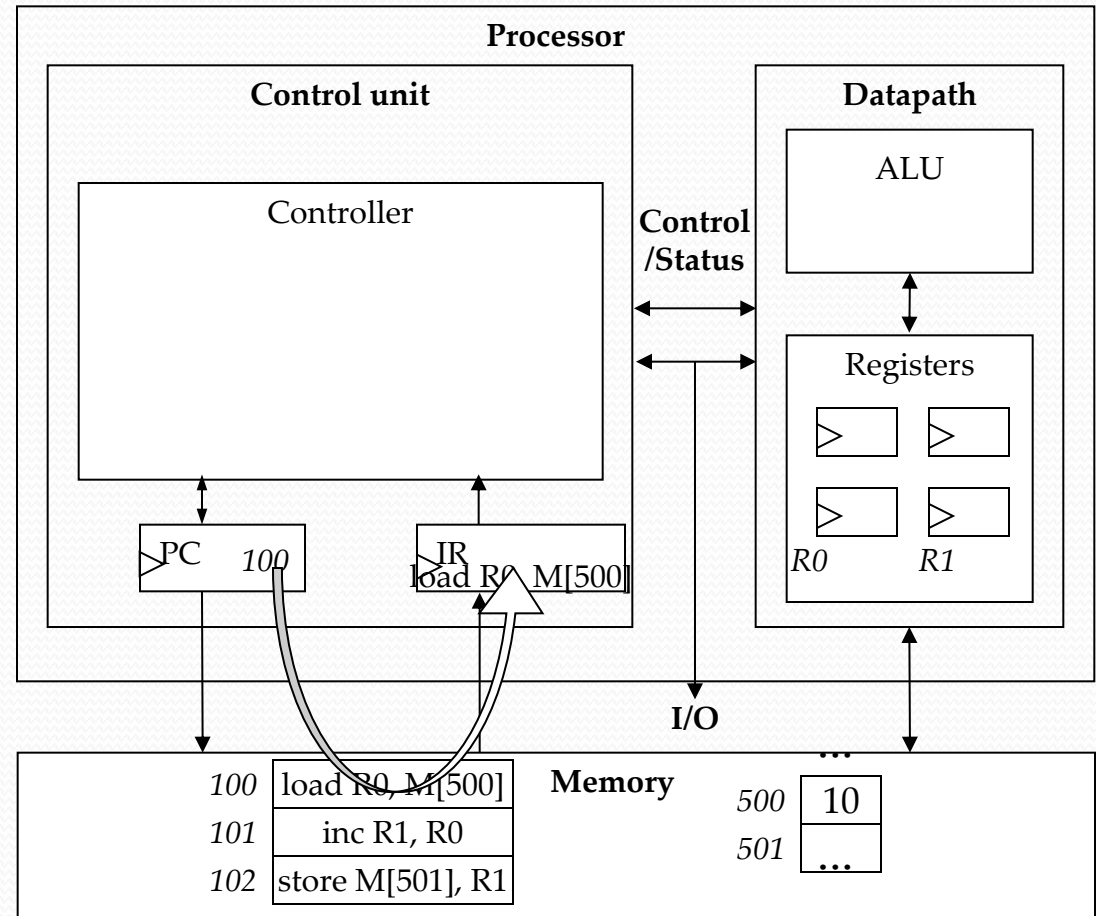 Processor
Control unit
Controller
PC 100
IR
load R0, M[500]
Control
/Status
Datapath
ALU
Registers
R0 R1
I/O
Memory
100 load R0, M[500]
101 inc R1, R0
102 store M[501], R1
...
500 10
501
...